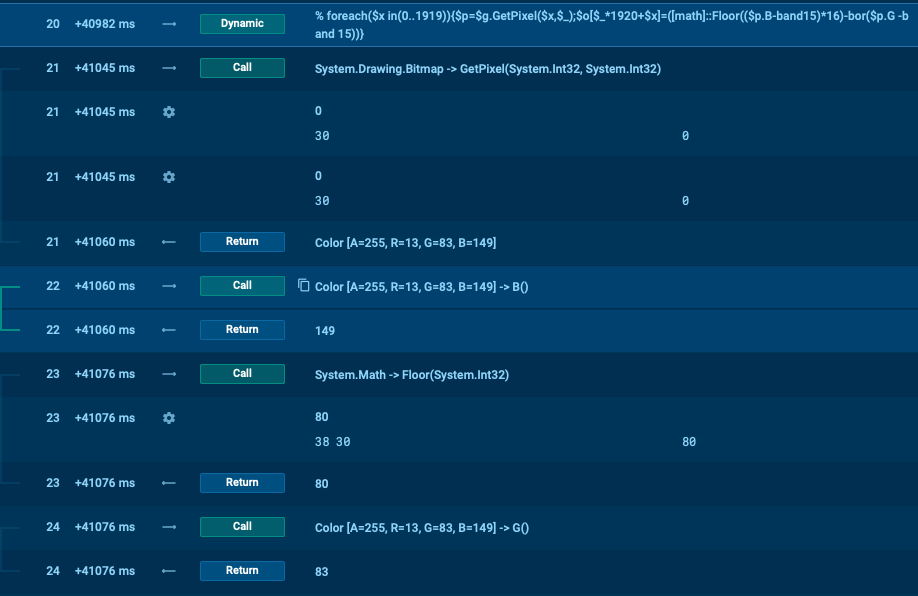 20 +40982 ms → Dynamic % foreach($x in(0..1919)){$p=$g.GetPixel($x,$_);$o[$_*1920+$x]=([math]::Floor(($p.B-band15)*16)-bor($p.G -b
and 15))}
21 +41045 ms → Call System.Drawing.Bitmap -> GetPixel(System.Int32, System.Int32)
21 +41045 ms 0
30 0
21 +41045 ms 0
30 0
21 +41060 ms ← Return Color [A=255, R=13, G=83, B=149]
22 +41060 ms → Call Color [A=255, R=13, G=83, B=149] -> B()
22 +41060 ms ← Return 149
23 +41076 ms → Call System.Math -> Floor(System.Int32)
23 +41076 ms 80
38 30 80
23 +41076 ms ← Return 80
24 +41076 ms → Call Color [A=255, R=13, G=83, B=149] -> G()
24 +41076 ms ← Return 83